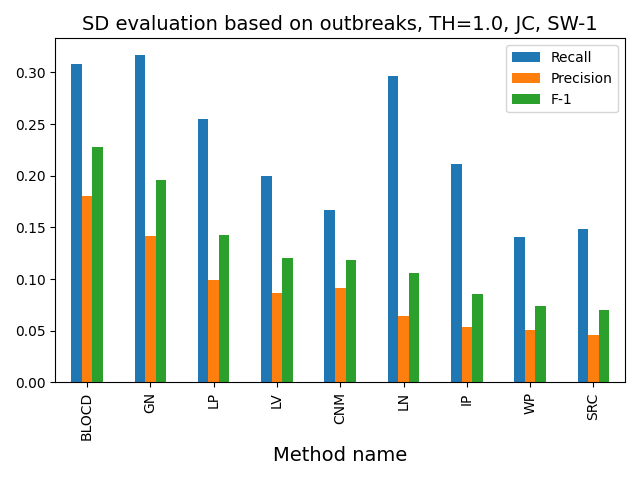 SD evaluation based on outbreaks, TH=1.0, JC, SW-1
Recall
Precision
F-1
0.30
0.25
0.20
0.15
0.10
0.05
0.00
BLOCD
GN
LP
LV
CNM
LN
IP
WP
SRC
Method name